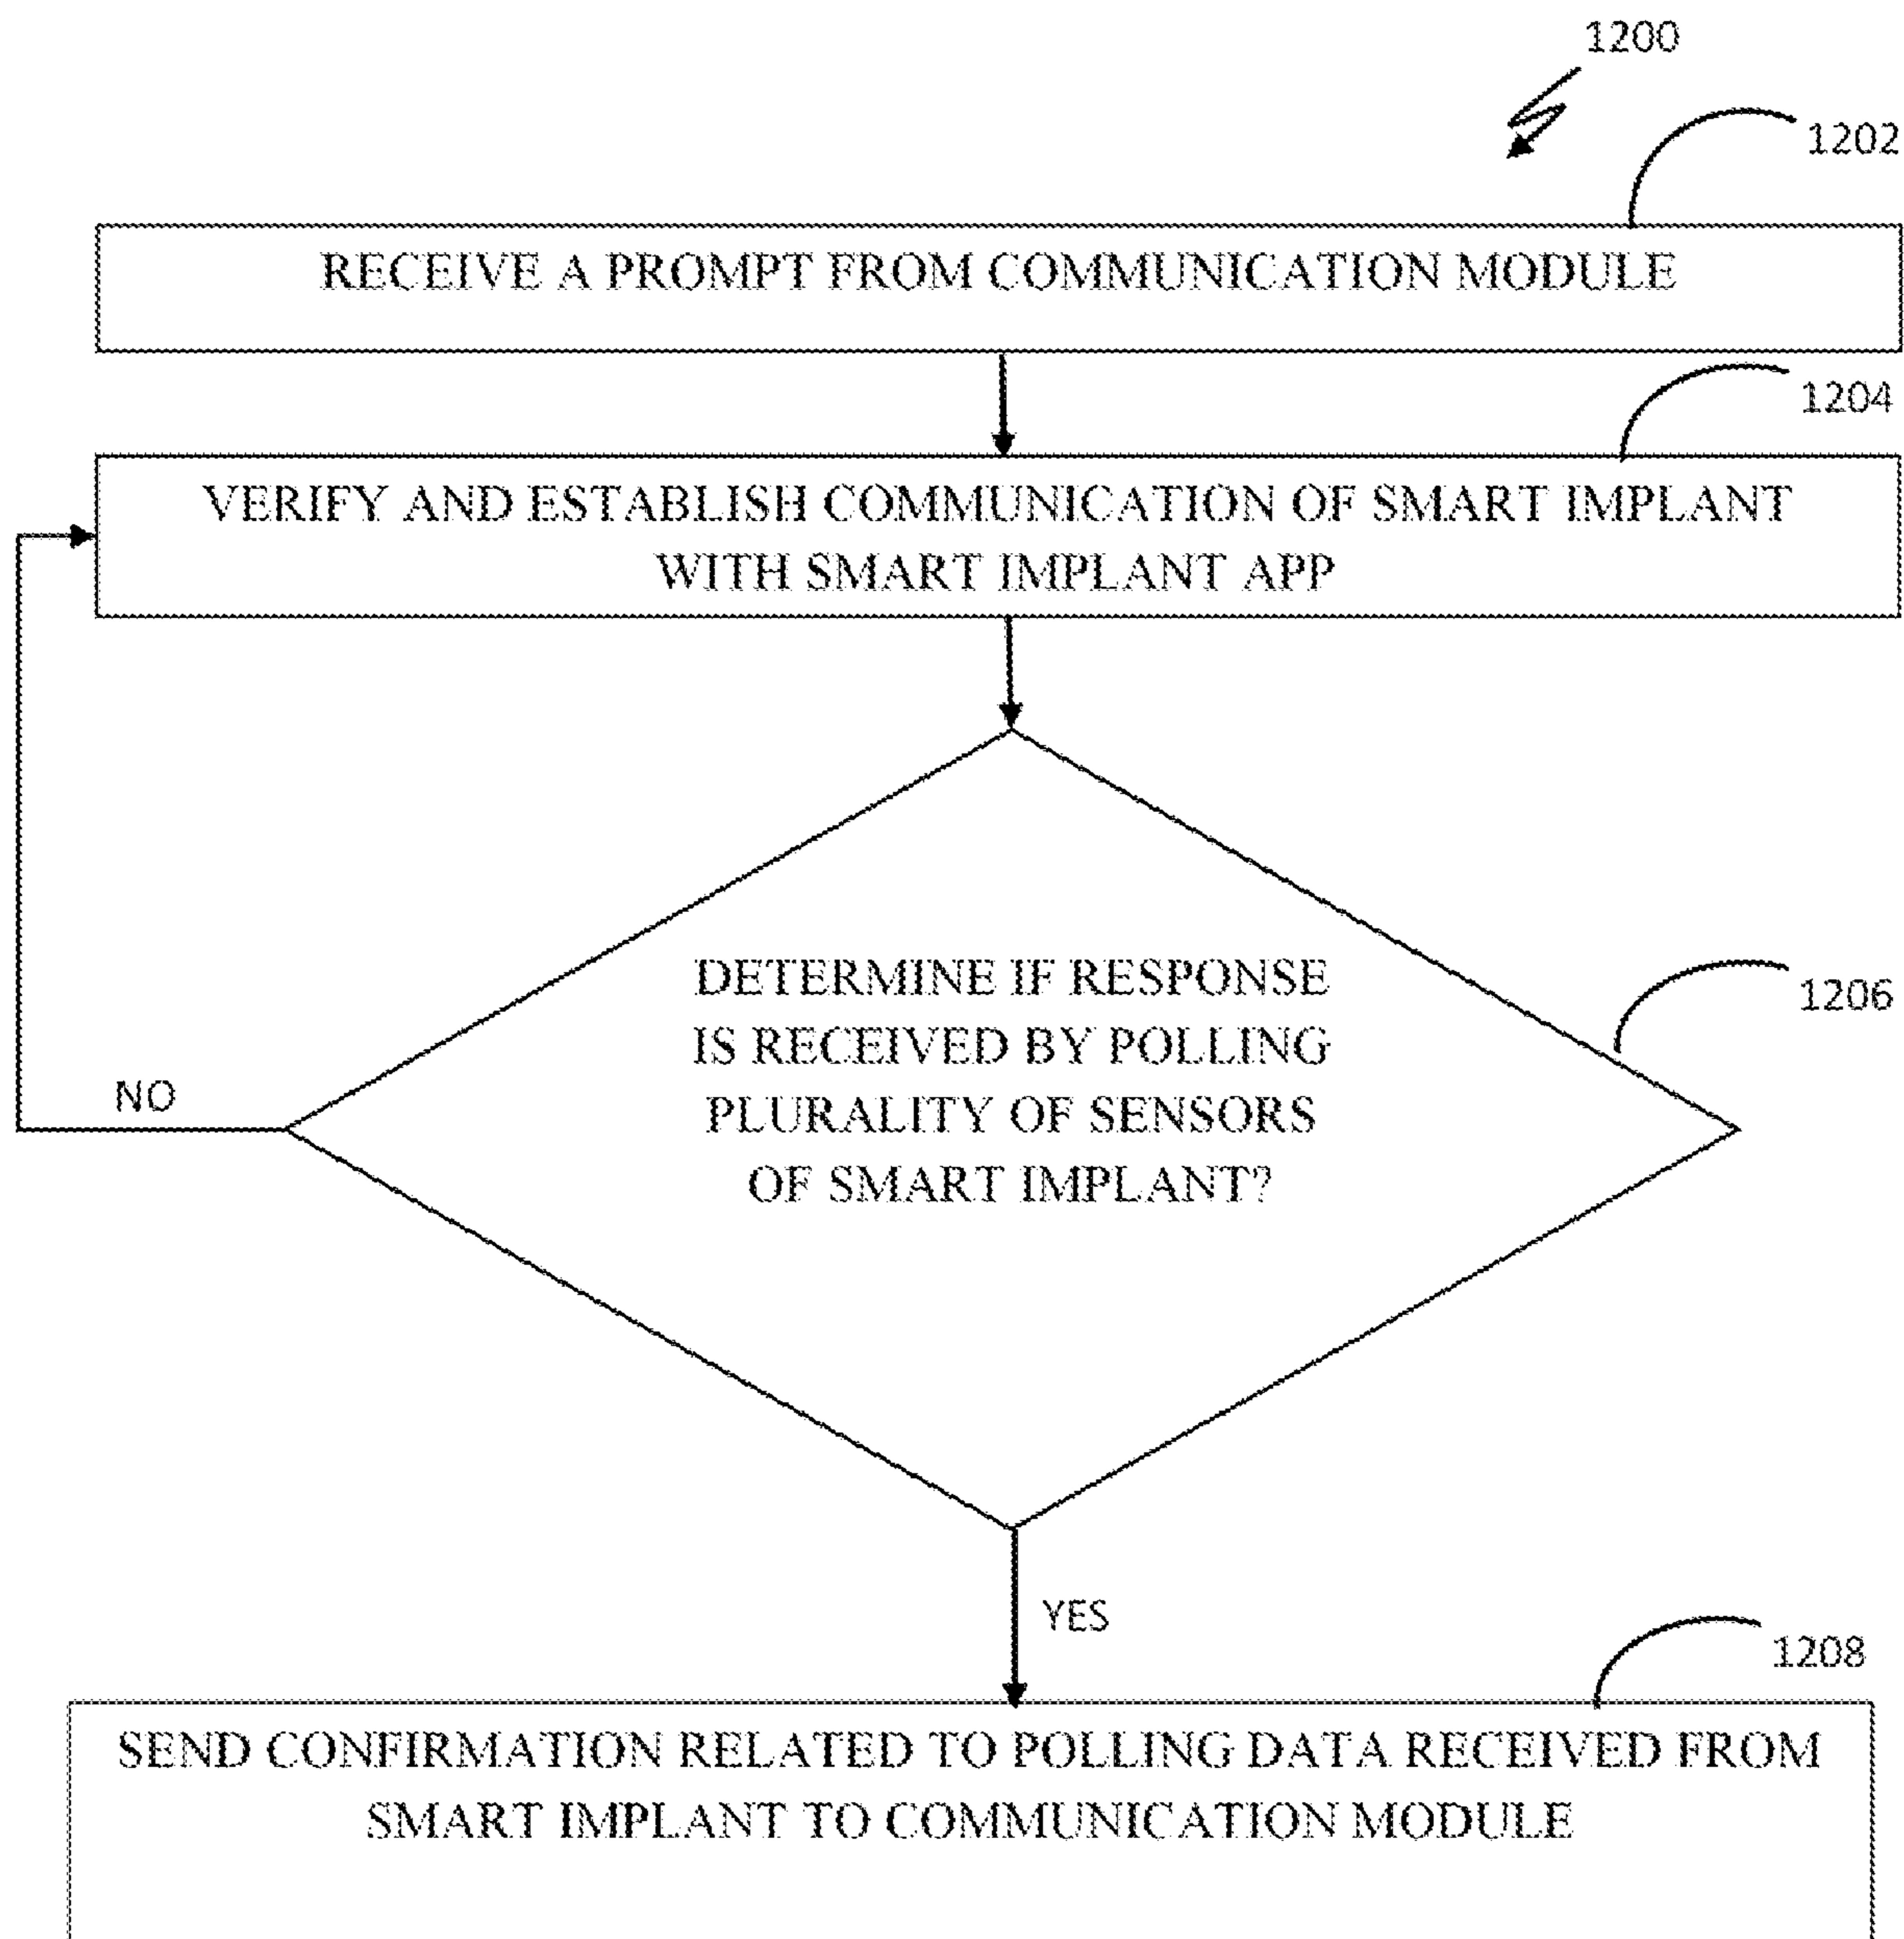 1200
1202
RECEIVE A PROMPT FROM COMMUNICATION MODULE
1204
VERIFY AND ESTABLISH COMMUNICATION OF SMART IMPLANT
WITH SMART IMPLANT APP
DETERMINE IF RESPONSE
IS RECEIVED BY POLLING
PLURALITY OF SENSORS
OF SMART IMPLANT?
1206
NO
YES
1208
SEND CONFIRMATION RELATED TO POLLING DATA RECEIVED FROM
SMART IMPLANT TO COMMUNICATION MODULE